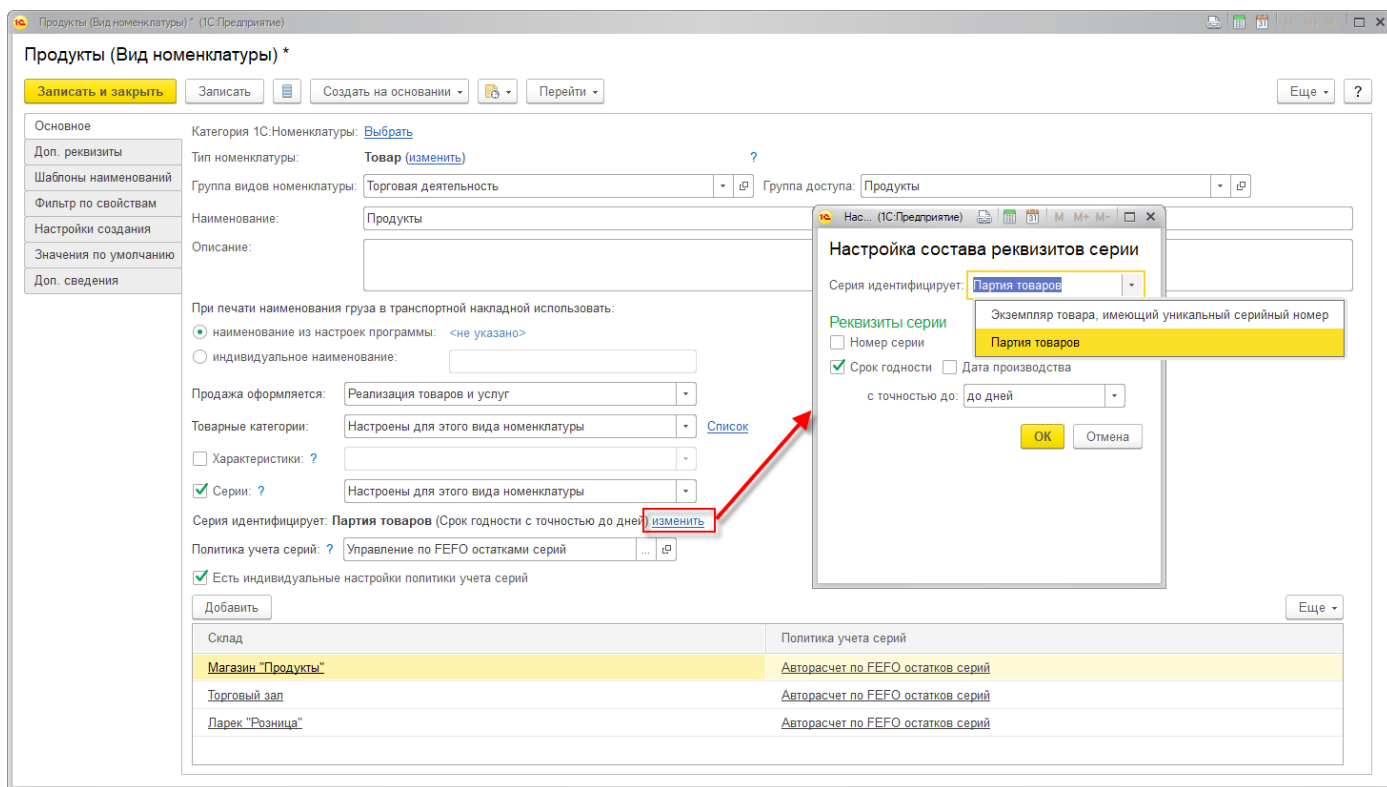 Продукты (Вид номенклатуры) * (1С:Предприятие)
M M+ M-
Продукты (Вид номенклатуры) *
Записать и закрыть Записать Создать на основании Перейти Еще ?
Основное
Доп. реквизиты
Шаблоны наименований
Фильтр по свойствам
Настройки создания
Значения по умолчанию
Доп. сведения
Категория 1С:Номенклатуры: Выбрать
Тип номенклатуры: Товар (изменить) ?
Группа видов номенклатуры: Торговая деятельность Группа доступа: Продукты
Наименование: Продукты
Описание:
При печати наименования груза в транспортной накладной использовать:
наименование из настроек программы: <не указано>
индивидуальное наименование:
Продажа оформляется: Реализация товаров и услуг
Товарные категории: Настроены для этого вида номенклатуры Список
Характеристики: ?
Серии: ? Настроены для этого вида номенклатуры
Серия идентифицирует: Партия товаров (Срок годности с точностью до дней) изменить
Политика учета серий: ? Управление по FEFO остатками серий ...
Есть индивидуальные настройки политики учета серий
Добавить Еще
Склад Политика учета серий
Магазин "Продукты" Авторасчет по FEFO остатков серий
Торговый зал Авторасчет по FEFO остатков серий
Ларек "Розница" Авторасчет по FEFO остатков серий
Нас... (1С:Предприятие) 31 M M+ M-
Настройка состава реквизитов серии
Серия идентифицирует: Партия товаров
Экземпляр товара, имеющий уникальный серийный номер
Партия товаров
Реквизиты серии
Номер серии
Срок годности Дата производства
с точностью до: до дней
ОК Отмена